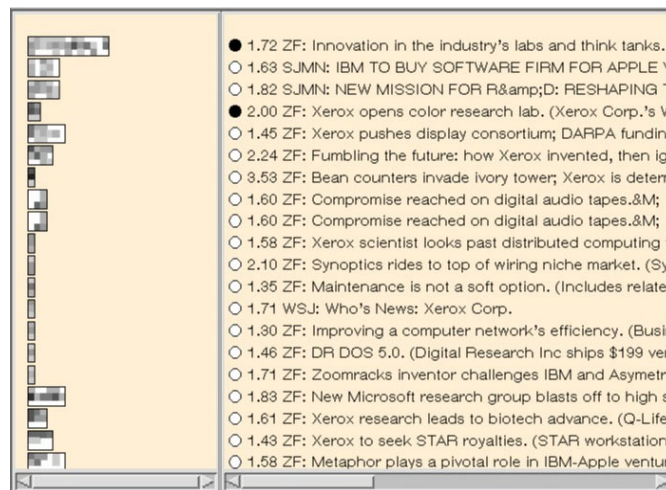 1.72 ZF: Innovation in the industry's labs and think tanks.
1.63 SJMN: IBM TO BUY SOFTWARE FIRM FOR APPLE
1.82 SJMN: NEW MISSION FOR R&amp;D: RESHAPING
2.00 ZF: Xerox opens color research lab. (Xerox Corp.'s
1.45 ZF: Xerox pushes display consortium; DARPA fundin
2.24 ZF: Fumbling the future: how Xerox invented, then ig
3.53 ZF: Bean counters invade ivory tower; Xerox is deter
1.60 ZF: Compromise reached on digital audio tapes.&M;
1.60 ZF: Compromise reached on digital audio tapes.&M;
1.58 ZF: Xerox scientist looks past distributed computing
2.10 ZF: Synoptics rides to top of wiring niche market. (Sy
1.35 ZF: Maintenance is not a soft option. (Includes relate
1.71 WSJ: Who's News: Xerox Corp.
1.30 ZF: Improving a computer network's efficiency. (Busi
1.46 ZF: DR DOS 5.0. (Digital Research Inc ships $199 ver
1.71 ZF: Zoomracks inventor challenges IBM and Asymetr
1.83 ZF: New Microsoft research group blasts off to high s
1.61 ZF: Xerox research leads to biotech advance. (Q-Life
1.43 ZF: Xerox to seek STAR royalties. (STAR workstation
1.58 ZF: Metaphor plays a pivotal role in IBM-Apple ventu